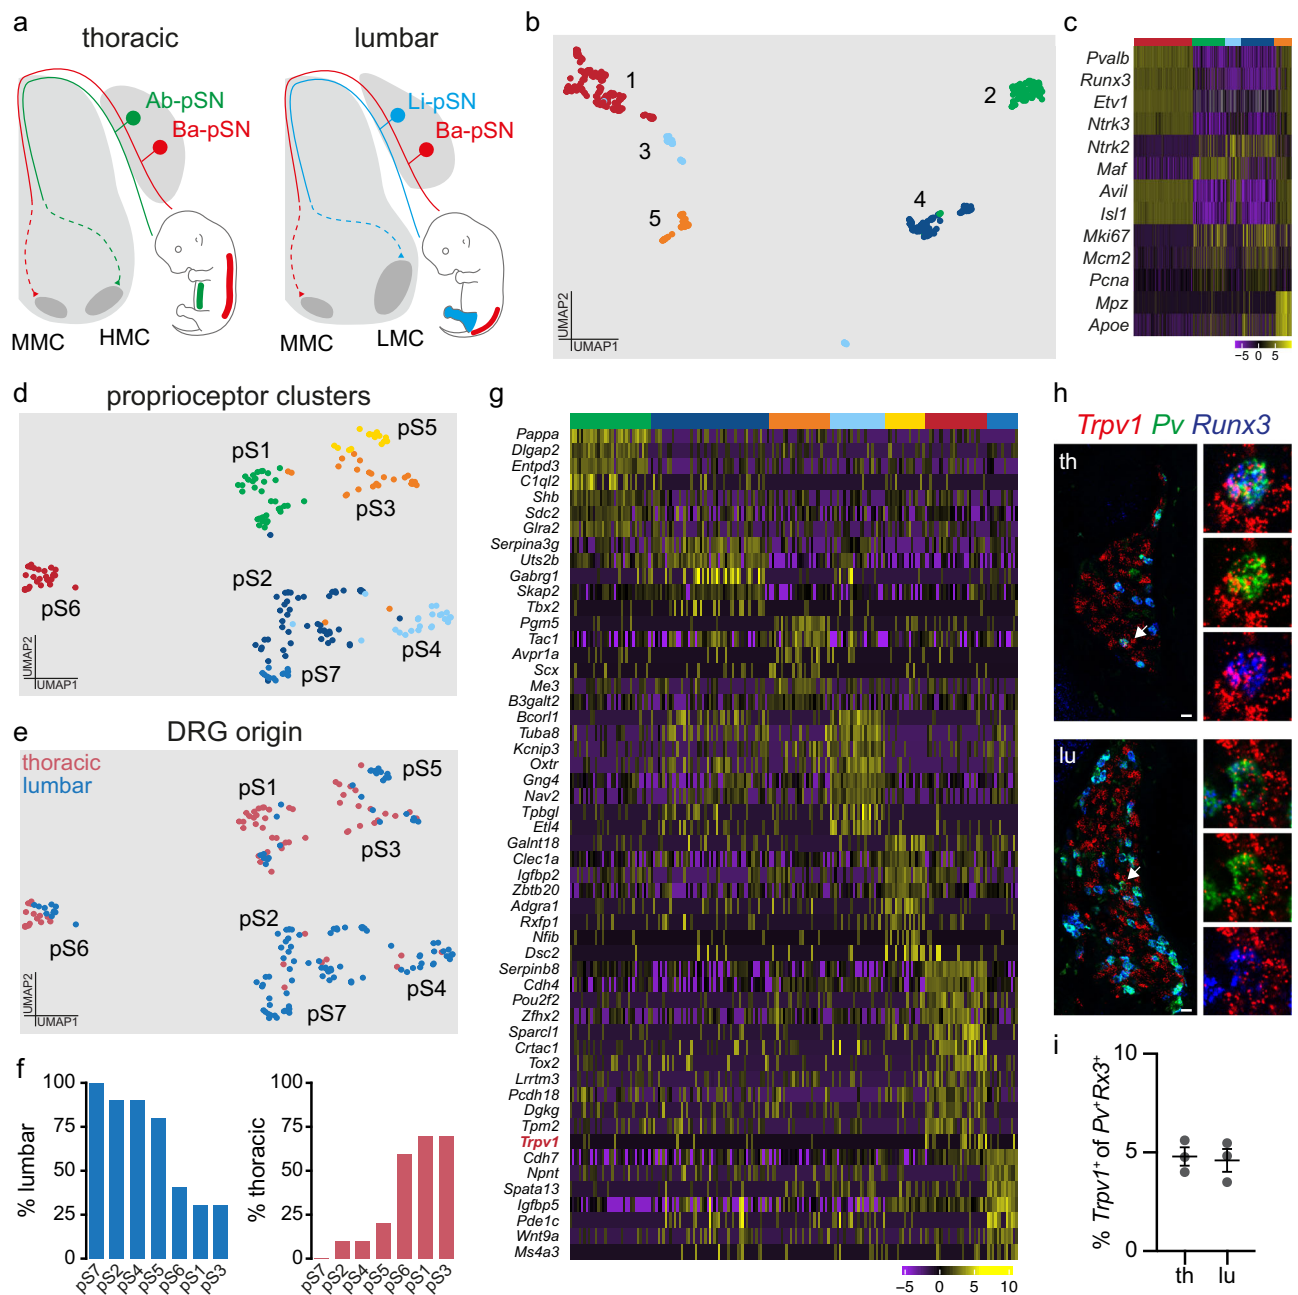 a
thoracic
lumbar
Ab-pSN
Ba-pSN
Li-pSN
Ba-pSN
MMC
HMC
MMC
LMC
b
1
2
3
4
5
UMAP2
UMAP1
c
Pvalb
Runx3
Etv1
Ntrk3
Ntrk2
Maf
Avil
Isl1
Mki67
Mcm2
Pcna
Mpz
Apoe
−5 0 5
d
proprioceptor clusters
pS1
pS5
pS3
pS2
pS6
pS4
pS7
UMAP2
UMAP1
e
DRG origin
thoracic
lumbar
pS1
pS5
pS3
pS2
pS6
pS4
pS7
UMAP2
UMAP1
f
% lumbar
100
75
50
25
0
pS7 pS2 pS4 pS5 pS6 pS1 pS3
% thoracic
100
75
50
25
0
pS7 pS2 pS4 pS5 pS6 pS1 pS3
g
Pappa
Dlgap2
Entpd3
C1ql2
Shb
Sdc2
Glra2
Serpina3g
Uts2b
Gabrg1
Skap2
Tbx2
Pgm5
Tac1
Avpr1a
Scx
Me3
B3galt2
Bcorl1
Tuba8
Kcnip3
Oxtr
Gng4
Nav2
Tpbgl
Etl4
Galnt18
Clec1a
Igfbp2
Zbtb20
Adgra1
Rxfp1
Nfib
Dsc2
Serpinb8
Cdh4
Pou2f2
Zfhx2
Sparcl1
Crtac1
Tox2
Lrrtm3
Pcdh18
Dgkg
Tpm2
Trpv1
Cdh7
Npnt
Spata13
Igfbp5
Pde1c
Wnt9a
Ms4a3
−5 0 5 10
h
Trpv1 Pv Runx3
th
lu
i
% Trpv1+ of Pv+Rx3+
10
5
0
th lu